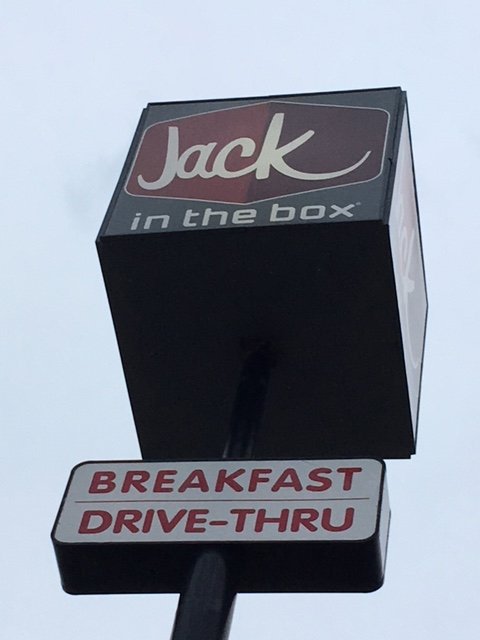 Jack
in the box
BREAKFAST
DRIVE-THRU